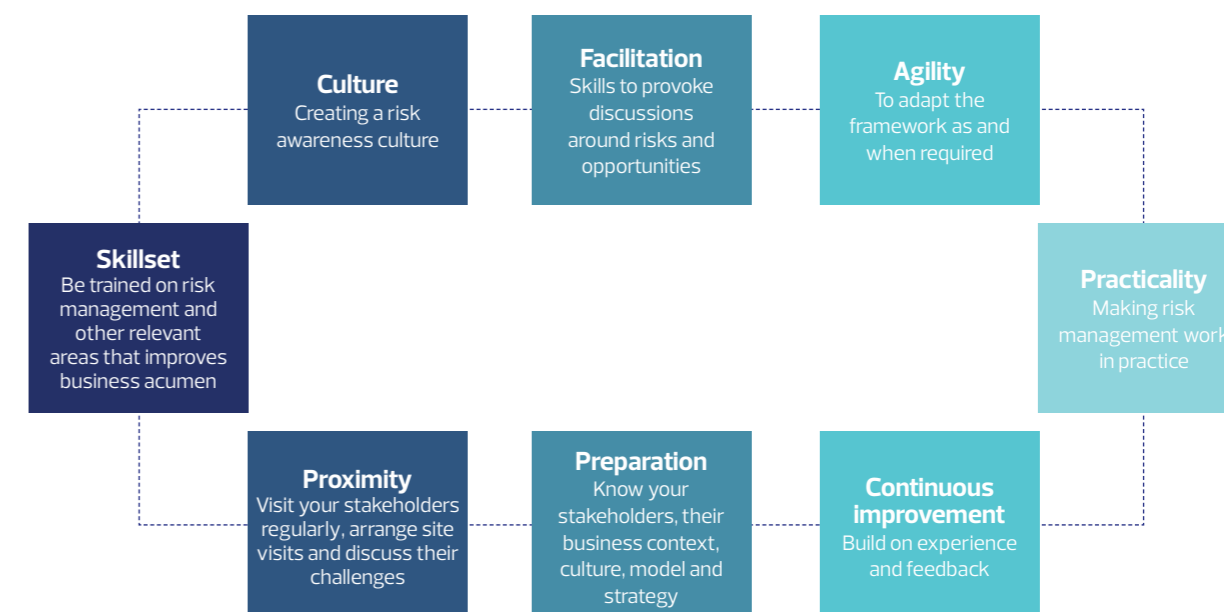 Culture
Creating a risk
awareness culture
Facilitation
Skills to provoke
discussions
around risks and
opportunities
Agility
To adapt the
framework as and
when required
Skillset
Be trained on risk
management and
other relevant
areas that improves
business acumen
Practicality
Making risk
management work
in practice
Proximity
Visit your stakeholders
regularly, arrange site
visits and discuss their
challenges
Preparation
Know your
stakeholders, their
business context,
culture, model and
strategy
Continuous
improvement
Build on experience
and feedback